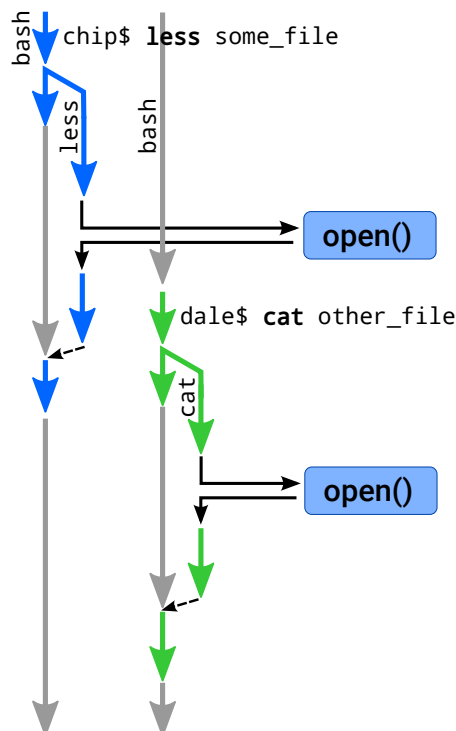 bash
chip$ less some_file
less
bash
open()
dale$ cat other_file
cat
open()